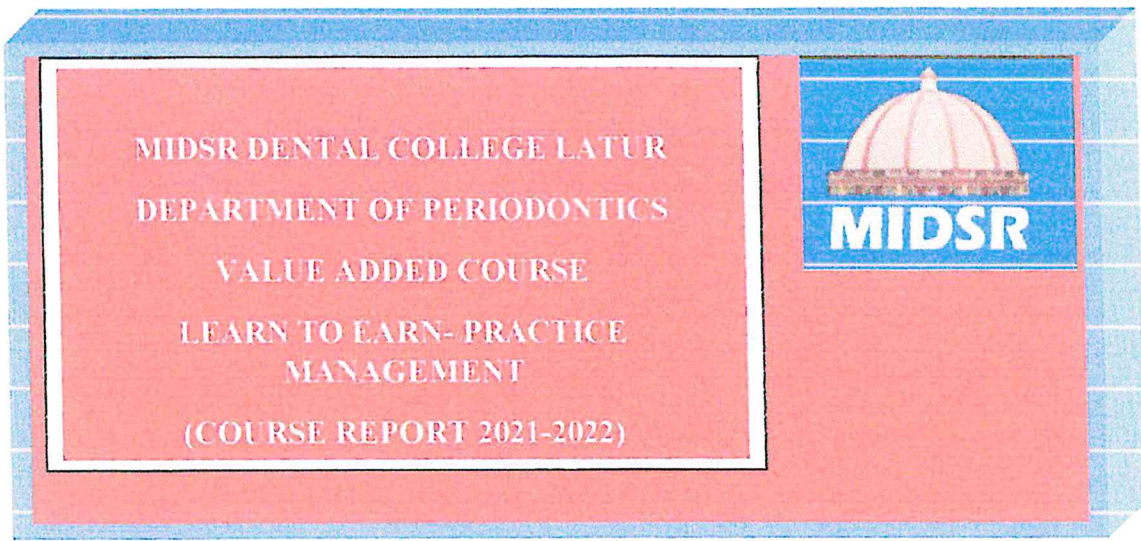 MIDSR DENTAL COLLEGE LATUR
DEPARTMENT OF PERIODONTICS
VALUE ADDED COURSE
LEARN TO EARN- PRACTICE
MANAGEMENT
(COURSE REPORT 2021-2022)
MIDSR